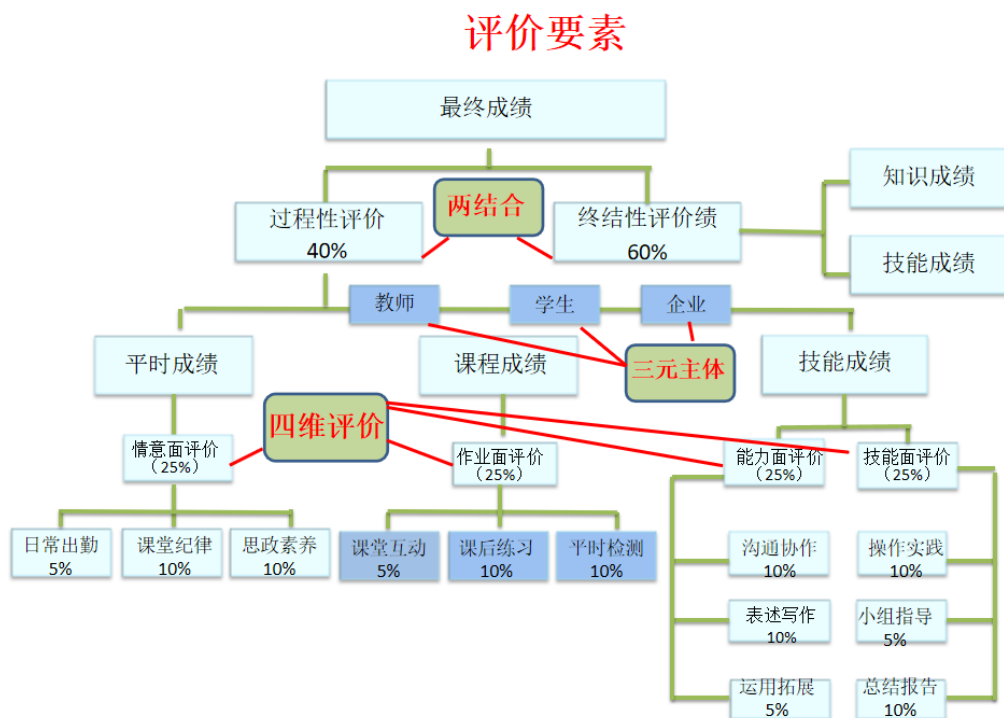 评价要素
最终成绩
过程性评价
40%
两结合
终结性评价绩
60%
知识成绩
技能成绩
教师
学生
企业
平时成绩
课程成绩
三元主体
技能成绩
四维评价
情意面评价
（25%）
作业面评价
（25%）
能力面评价
（25%）
技能面评价
（25%）
日常出勤
5%
课堂纪律
10%
思政素养
10%
课堂互动
5%
课后练习
10%
平时检测
10%
沟通协作
10%
操作实践
10%
表述写作
10%
小组指导
5%
运用拓展
5%
总结报告
10%